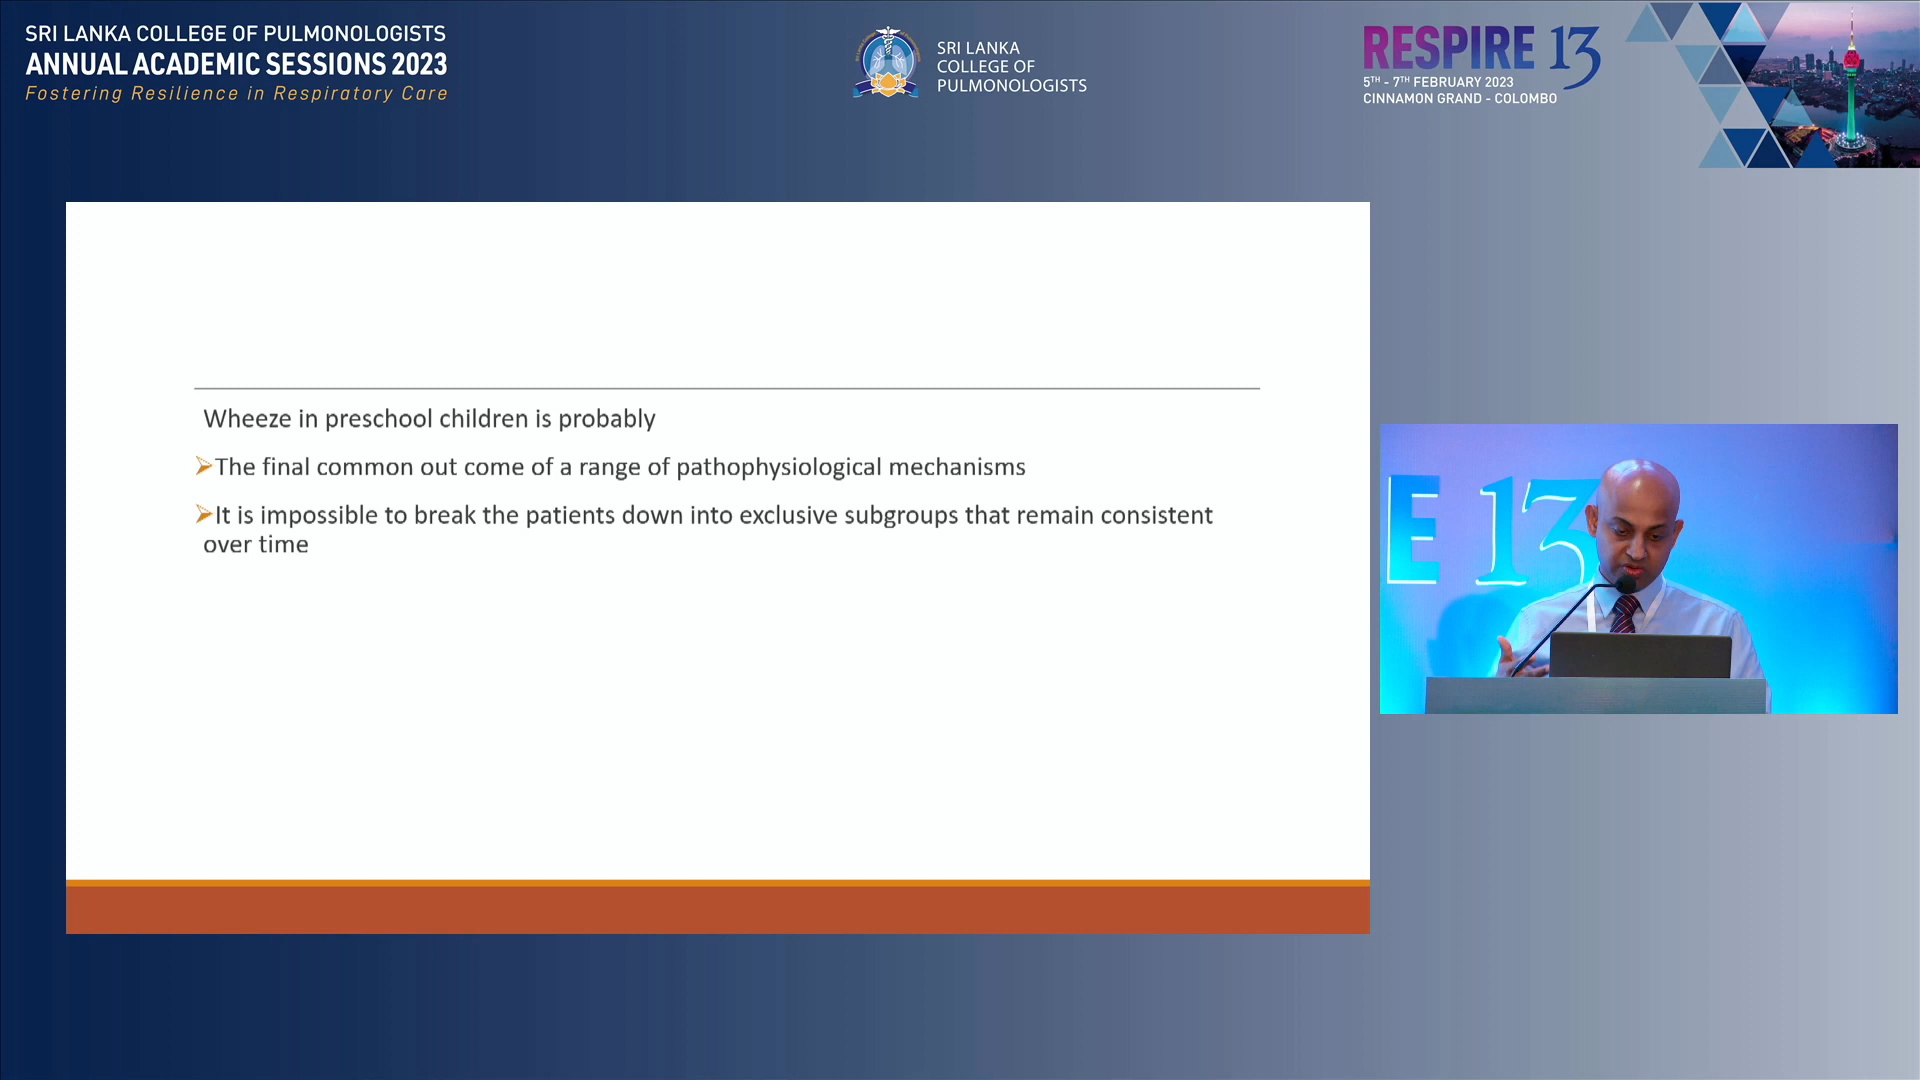 SRI LANKA COLLEGE OF PULMONOLOGISTS
ANNUAL ACADEMIC SESSIONS 2023
Fostering Resilience in Respiratory Care
SRI LANKA
COLLEGE OF
PULMONOLOGISTS
RESPIRE 13
5TH - 7TH FEBRUARY 2023
CINNAMON GRAND - COLOMBO
Wheeze in preschool children is probably
➢The final common out come of a range of pathophysiological mechanisms
➢It is impossible to break the patients down into exclusive subgroups that remain consistent
over time
E 13